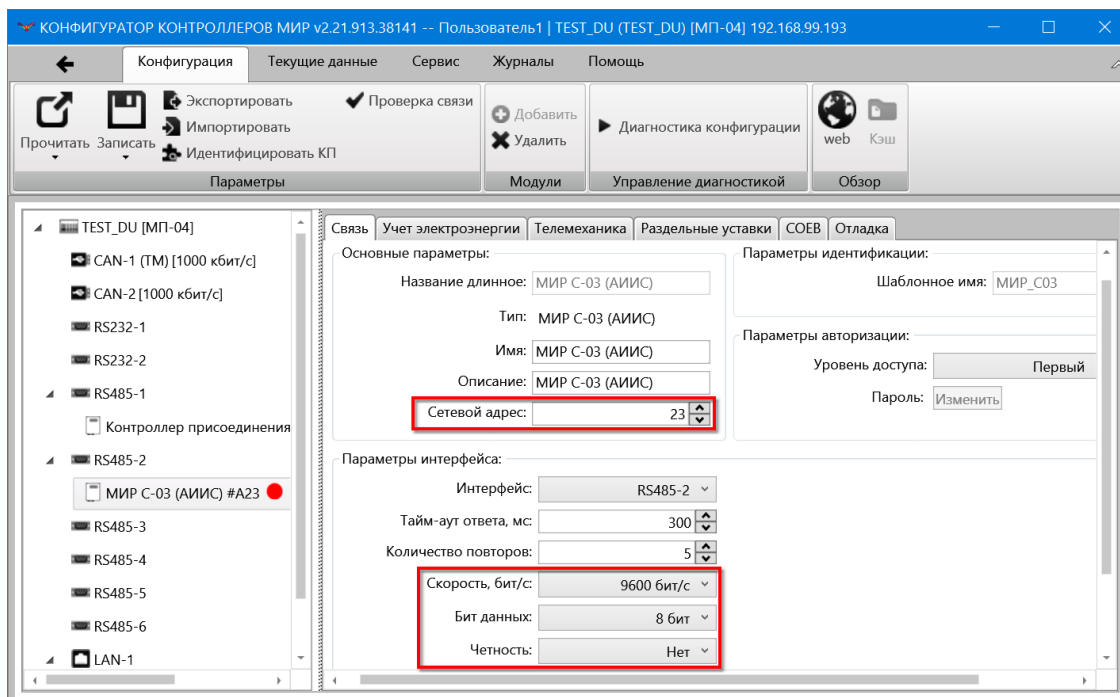 КОНФИГУРАТОР КОНТРОЛЛЕРОВ МИР v2.21.913.38141 -- Пользователь1 | TEST_DU (TEST_DU) [МП-04] 192.168.99.193
Конфигурация Текущие данные Сервис Журналы Помощь
Прочитать
Записать
Экспортировать
Импортировать
Идентифицировать КП
Проверка связи
Параметры
Добавить
Удалить
Модули
Диагностика конфигурации
Управление диагностикой
web
Кэш
Обзор
TEST_DU [МП-04]
CAN-1 (ТМ) [1000 кбит/с]
CAN-2 [1000 кбит/с]
RS232-1
RS232-2
RS485-1
Контроллер присоединения
RS485-2
МИР С-03 (АИИС) #A23
RS485-3
RS485-4
RS485-5
RS485-6
LAN-1
Связь Учет электроэнергии Телемеханика Раздельные уставки СОЕВ Отладка
Основные параметры:
Название длинное: МИР С-03 (АИИС)
Тип: МИР С-03 (АИИС)
Имя: МИР С-03 (АИИС)
Описание: МИР С-03 (АИИС)
Сетевой адрес: 23
Параметры идентификации:
Шаблонное имя: МИР_С03
Параметры авторизации:
Уровень доступа: Первый
Пароль: Изменить
Параметры интерфейса:
Интерфейс: RS485-2
Тайм-аут ответа, мс: 300
Количество повторов: 5
Скорость, бит/с: 9600 бит/с
Бит данных: 8 бит
Четность: Нет